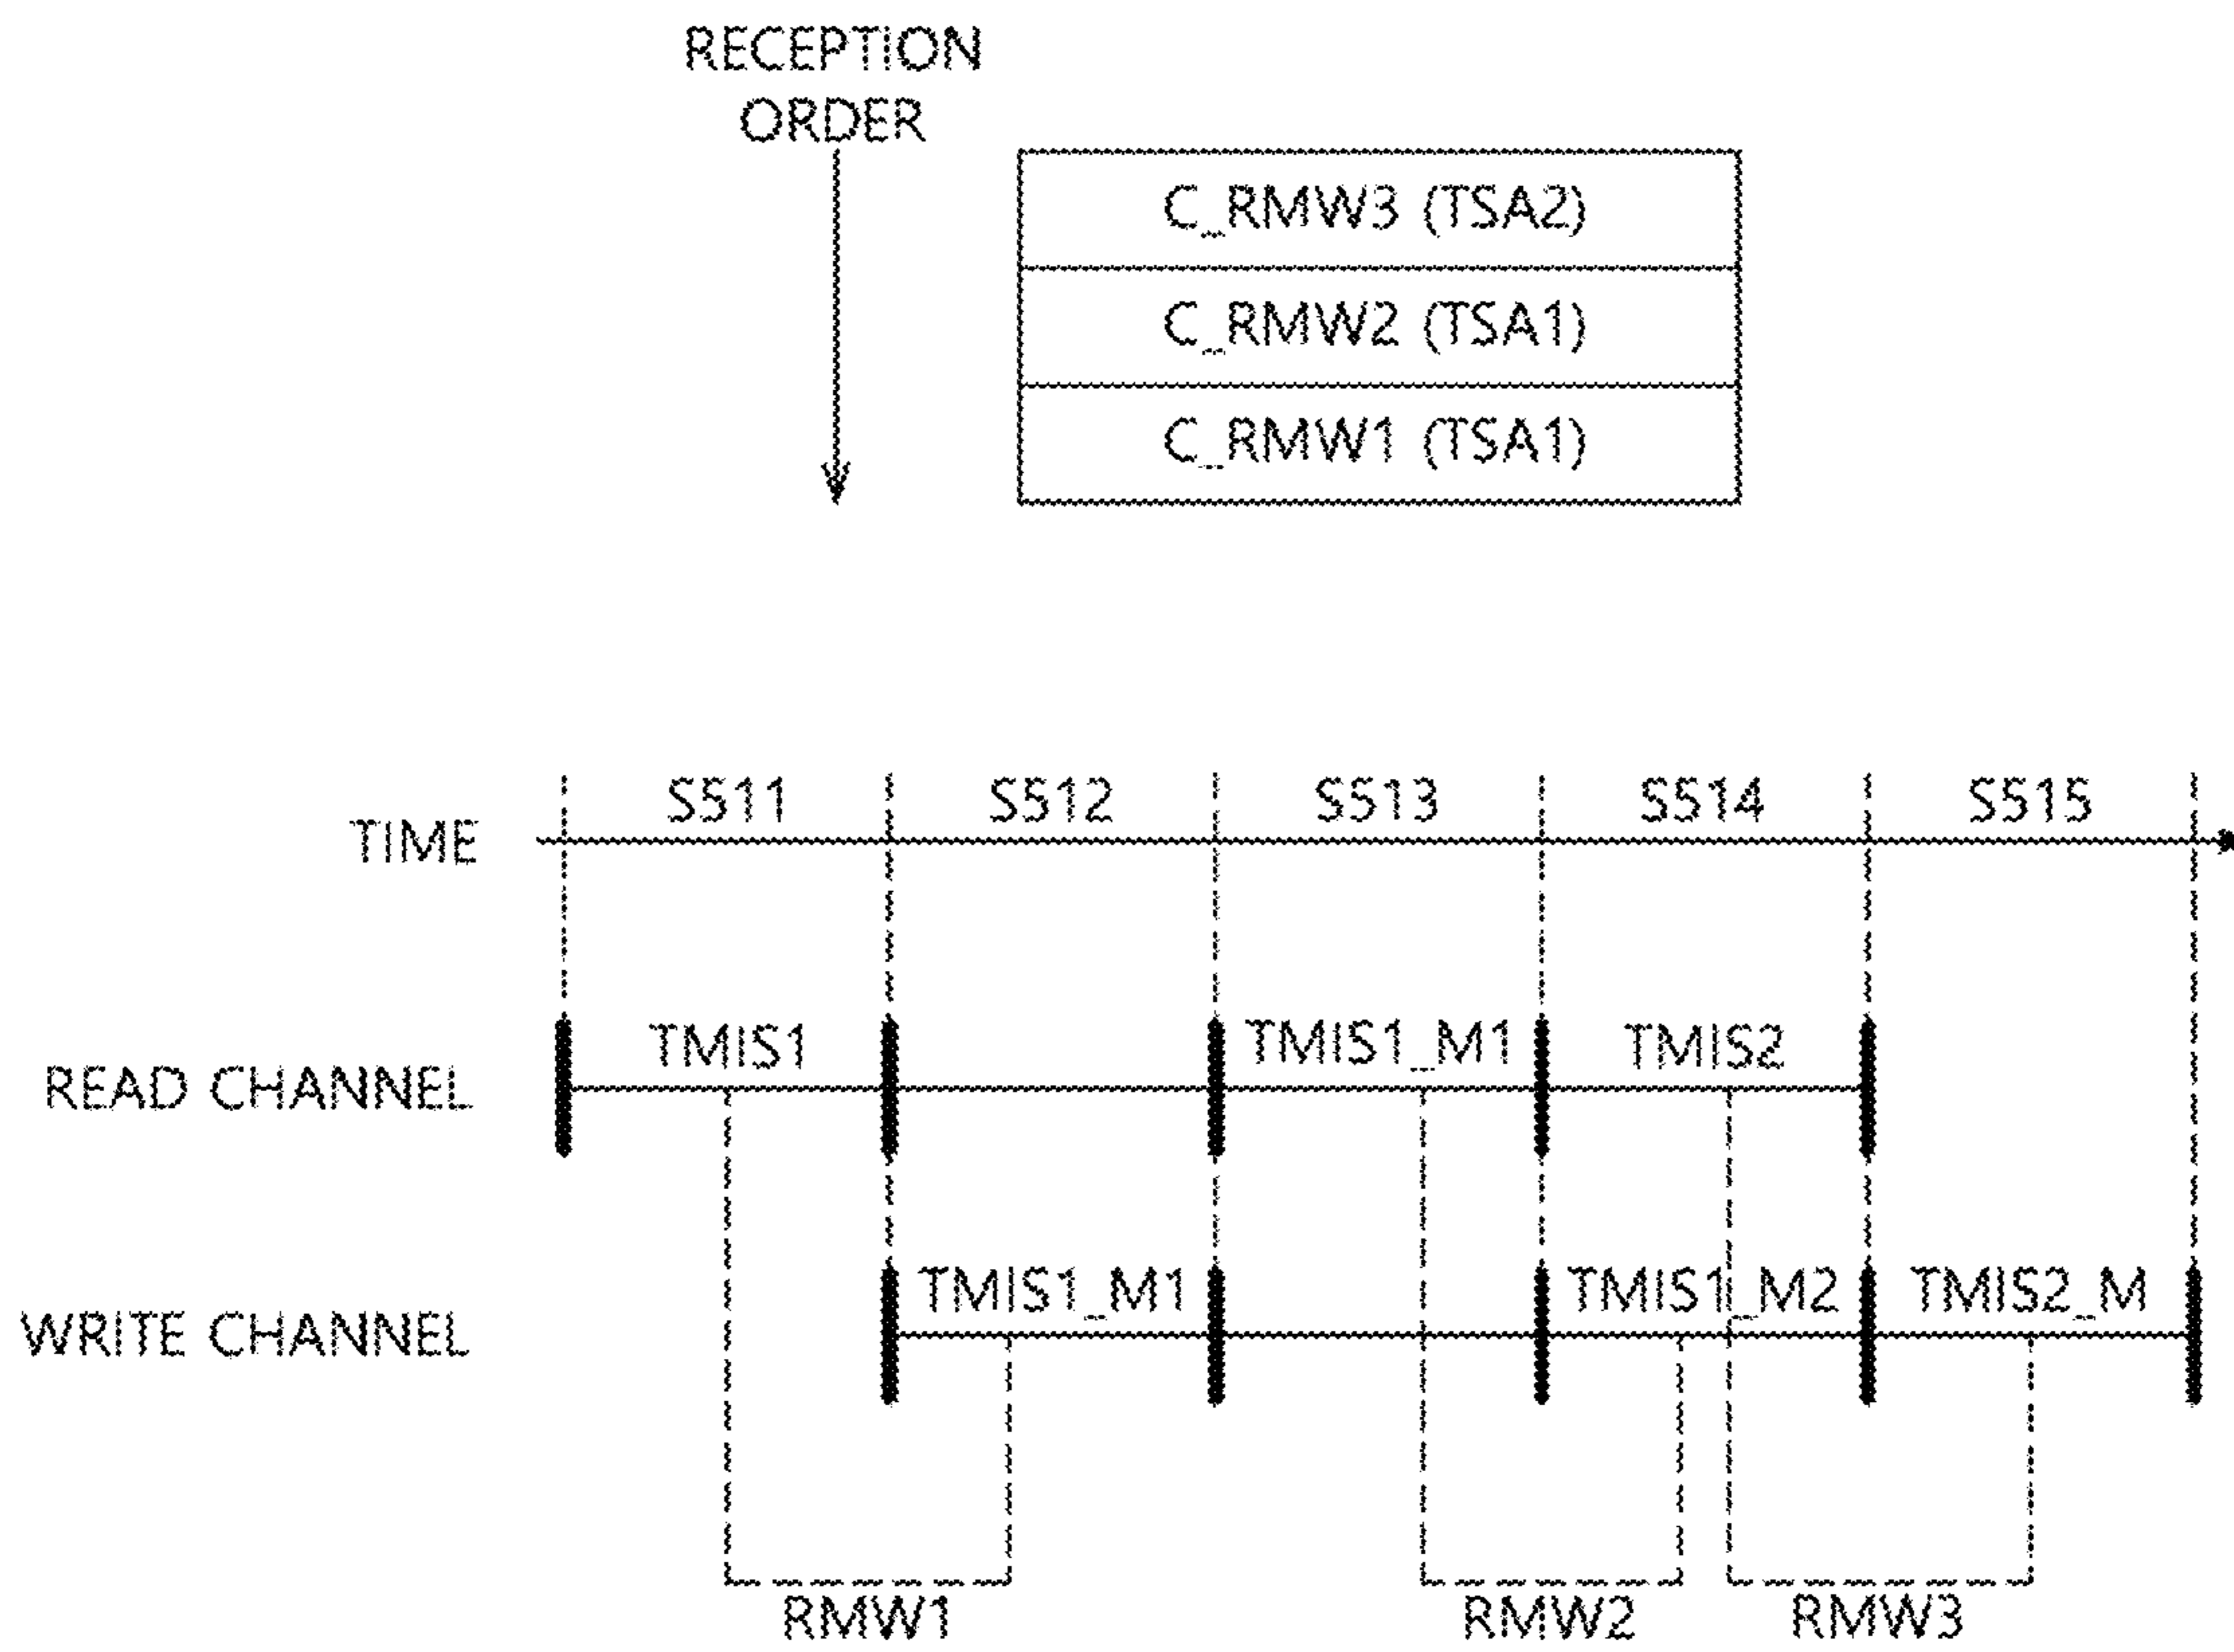 RECEPTION
ORDER
C_RMW3 (TSA2)
C_RMW2 (TSA1)
C_RMW1 (TSA1)
TIME
S511
S512
S513
S514
S515
READ CHANNEL
TMIS1
TMIS1_M1
TMIS2
WRITE CHANNEL
TMIS1_M1
TMIS1_M2
TMIS2_M
RMW1
RMW2
RMW3